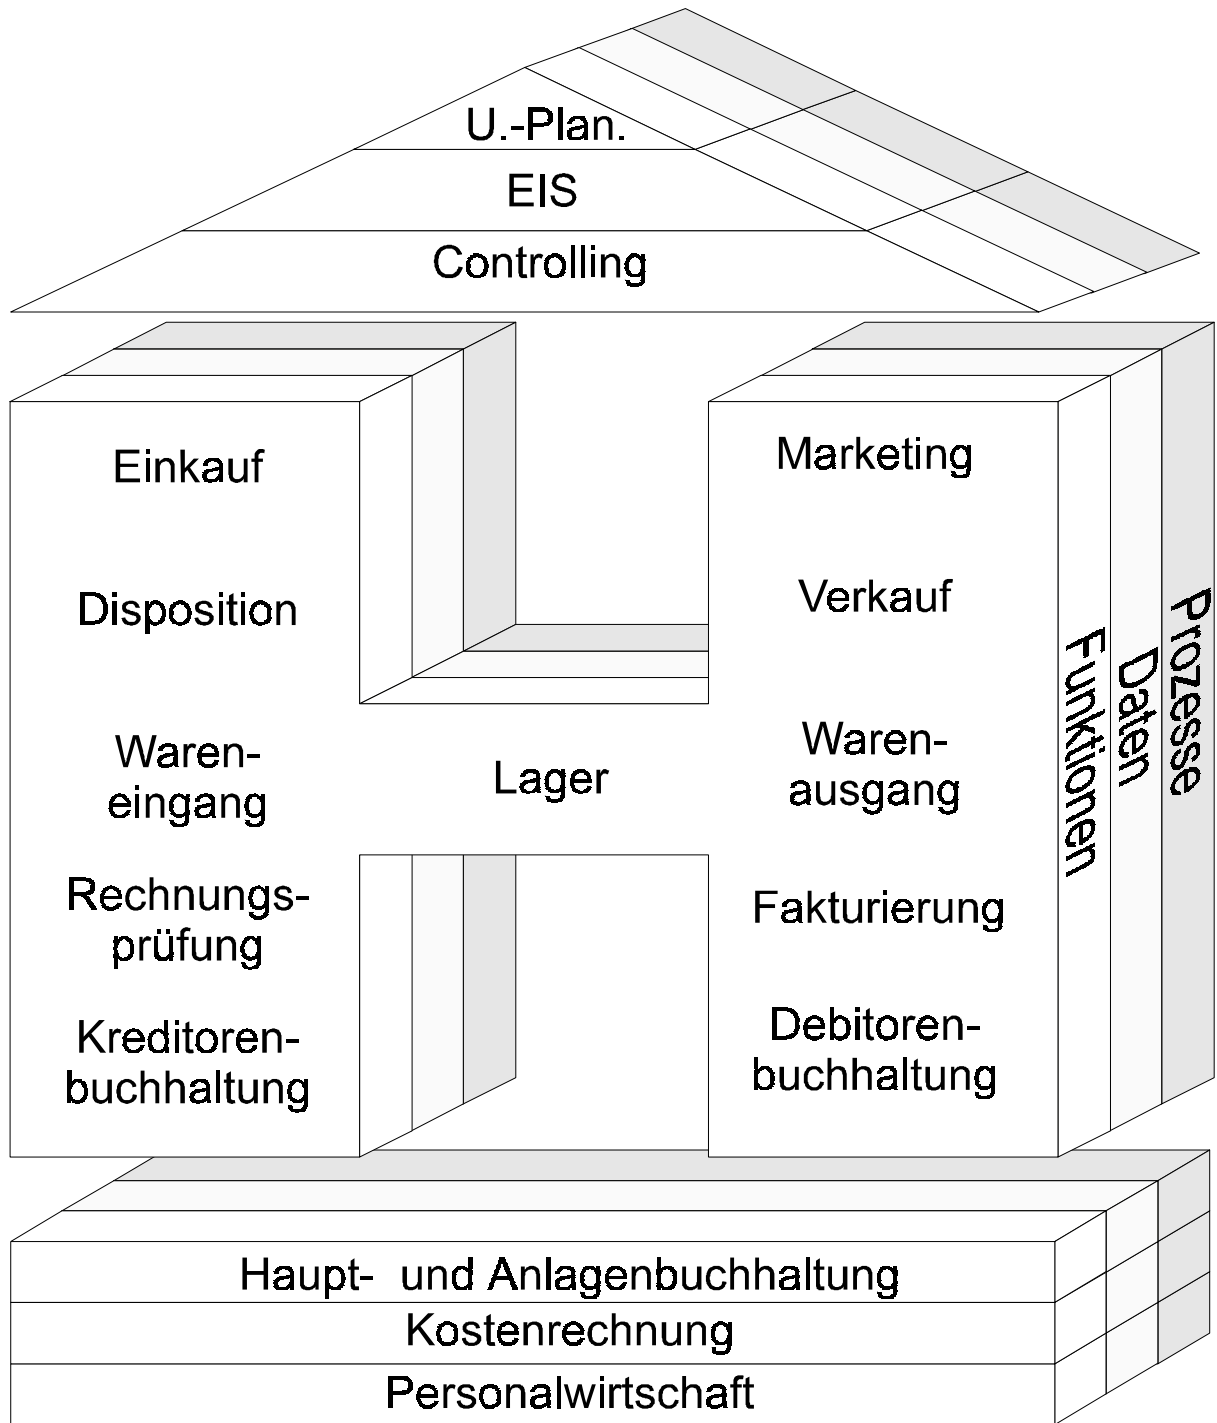 U.-Plan.
EIS
Controlling
Einkauf
Disposition
Waren-
eingang
Rechnungs-
prüfung
Kreditoren-
buchhaltung
Lager
Marketing
Verkauf
Waren-
ausgang
Fakturierung
Debitoren-
buchhaltung
Funktionen
Daten
Prozesse
Haupt- und Anlagenbuchhaltung
Kostenrechnung
Personalwirtschaft